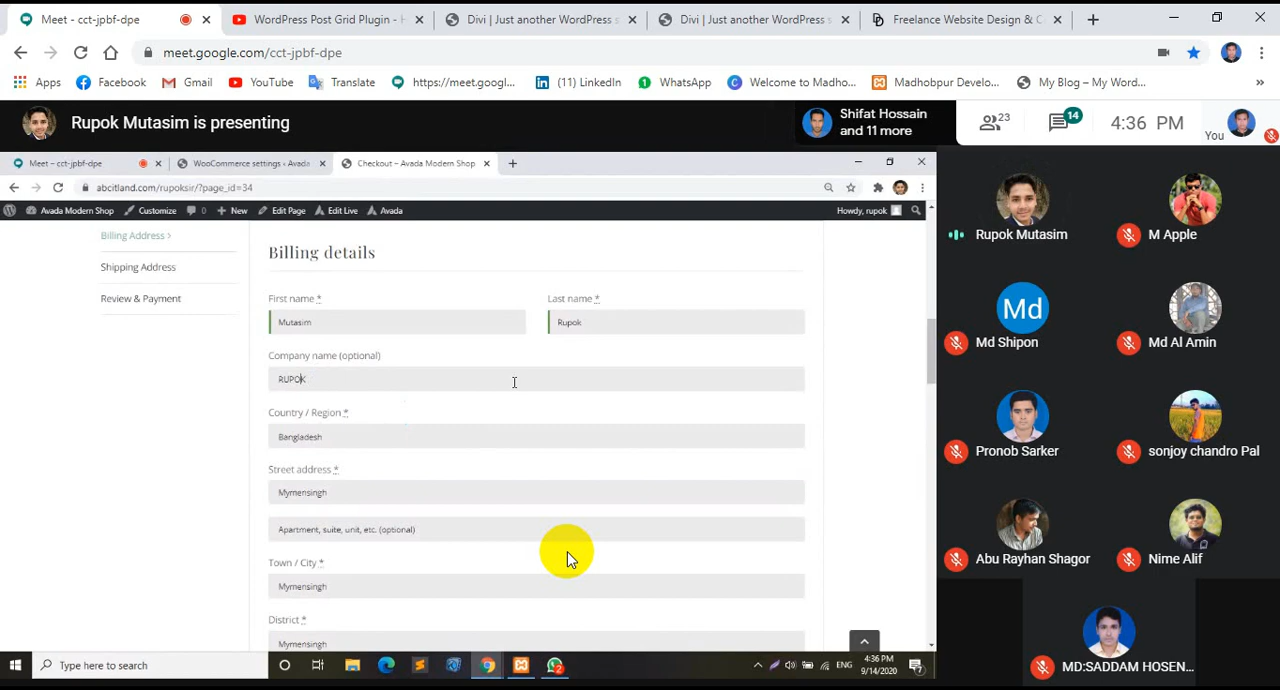 Meet - cct-jpbf-dpe
WordPress Post Grid Plugin - H
Divi | Just another WordPress s
Divi | Just another WordPress s
Freelance Website Design & C
meet.google.com/cct-jpbf-dpe
Apps
Facebook
Gmail
YouTube
Translate
https://meet.googl...
(11) LinkedIn
WhatsApp
Welcome to Madho...
Madhobpur Develo...
My Blog – My Word...
Rupok Mutasim is presenting
Shifat Hossain
and 11 more
23
14
4:36 PM
You
Meet – cct-jpbf-dpe
WooCommerce settings ‹ Avada
Checkout – Avada Modern Shop
abcitland.com/rupoksir/?page_id=34
Avada Modern Shop
Customize
0
New
Edit Page
Edit Live
Avada
Howdy, rupok
Billing Address >
Shipping Address
Review & Payment
Billing details
First name *
Last name *
Mutasim
Rupok
Company name (optional)
RUPOK
Country / Region *
Bangladesh
Street address *
Mymensingh
Apartment, suite, unit, etc. (optional)
Town / City *
Mymensingh
District *
Mymensingh
Rupok Mutasim
M Apple
Md
Md Shipon
Md Al Amin
Pronob Sarker
sonjoy chandro Pal
Abu Rayhan Shagor
Nime Alif
MD:SADDAM HOSEN...
Type here to search
2
ENG
4:36 PM
9/14/2020
7